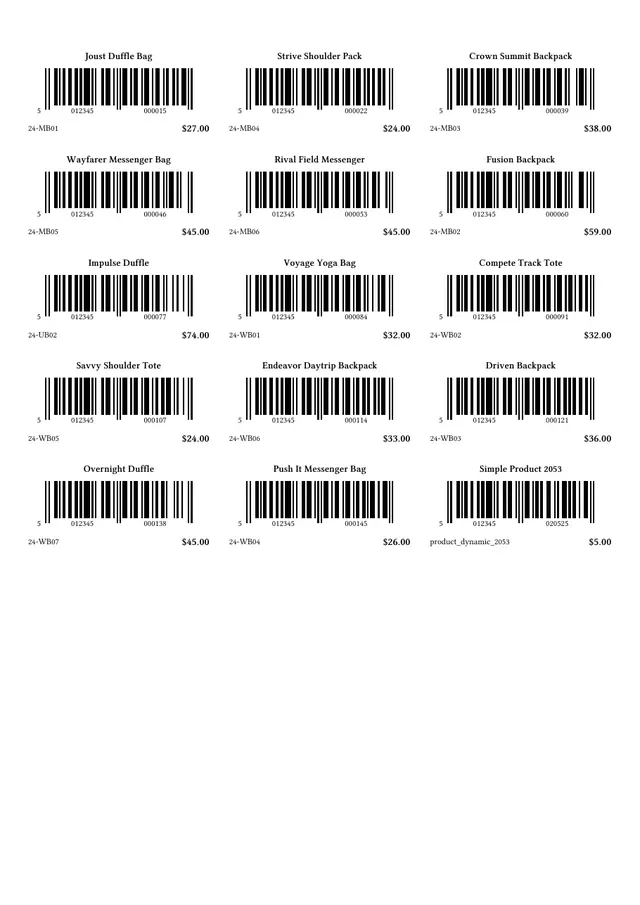 Joust Duffle Bag Strive Shoulder Pack Crown Summit Backpack
5 012345 000015 5 012345 000022 5 012345 000039
24-MB01 $27.00 24-MB04 $24.00 24-MB03 $38.00
Wayfarer Messenger Bag Rival Field Messenger Fusion Backpack
5 012345 000046 5 012345 000053 5 012345 000060
24-MB05 $45.00 24-MB06 $45.00 24-MB02 $59.00
Impulse Duffle Voyage Yoga Bag Compete Track Tote
5 012345 000077 5 012345 000084 5 012345 000091
24-UB02 $74.00 24-WB01 $32.00 24-WB02 $32.00
Savvy Shoulder Tote Endeavor Daytrip Backpack Driven Backpack
5 012345 000107 5 012345 000114 5 012345 000121
24-WB05 $24.00 24-WB06 $33.00 24-WB03 $36.00
Overnight Duffle Push It Messenger Bag Simple Product 2053
5 012345 000138 5 012345 000145 5 012345 020525
24-WB07 $45.00 24-WB04 $26.00 product_dynamic_2053 $5.00